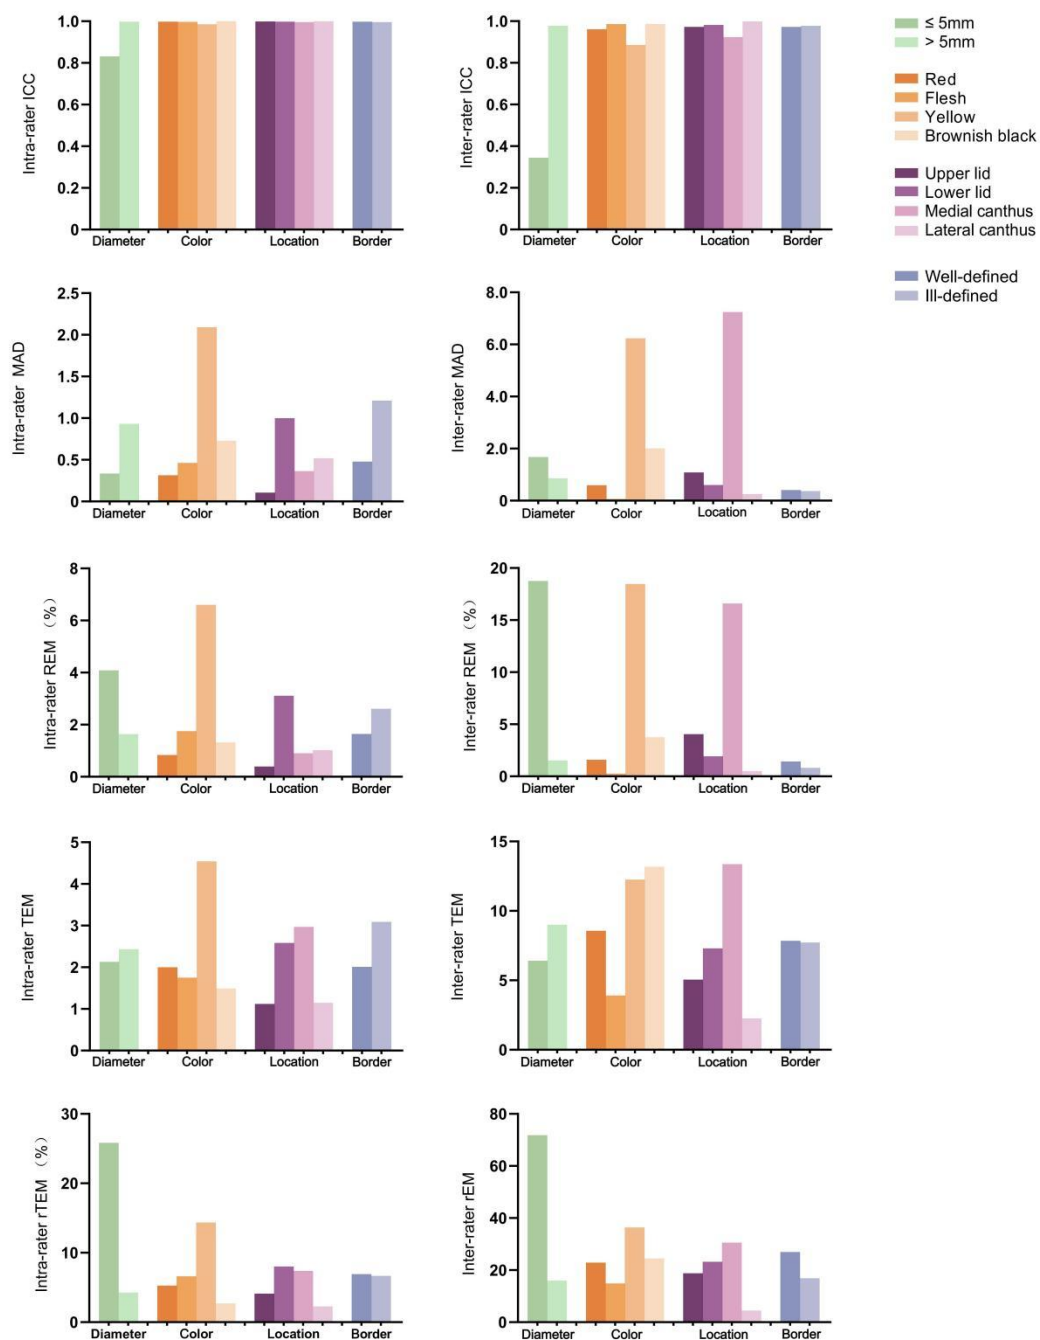 Intra-rater ICC
1.0
0.8
0.6
0.4
0.2
0
Diameter Color Location Border
Inter-rater ICC
1.0
0.8
0.6
0.4
0.2
0
Diameter Color Location Border
≤ 5mm
> 5mm
Red
Flesh
Yellow
Brownish black
Upper lid
Lower lid
Medial canthus
Lateral canthus
Well-defined
Ill-defined
Intra-rater MAD
2.5
2.0
1.5
1.0
0.5
0
Diameter Color Location Border
Inter-rater MAD
8.0
6.0
4.0
2.0
0
Diameter Color Location Border
Intra-rater REM （%）
8
6
4
2
0
Diameter Color Location Border
Inter-rater REM （%）
20
15
10
5
0
Diameter Color Location Border
Intra-rater TEM
5
4
3
2
1
0
Diameter Color Location Border
Inter-rater TEM
15
10
5
0
Diameter Color Location Border
Intra-rater rTEM （%）
30
20
10
0
Diameter Color Location Border
Inter-rater rEM
80
60
40
20
0
Diameter Color Location Border